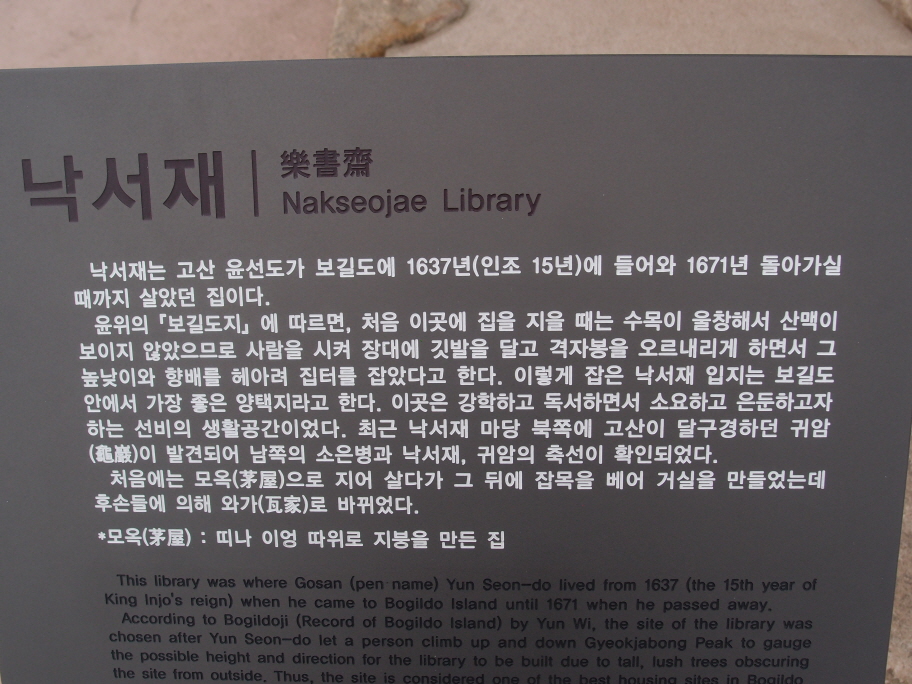 낙서재
樂書齋
Nakseojae Library
낙서재는 고산 윤선도가 보길도에 1637년(인조 15년)에 들어와 1671년 돌아가실
때까지 살았던 집이다.
윤위의 『보길도지』에 따르면, 처음 이곳에 집을 지을 때는 수목이 울창해서 산맥이
보이지 않았으므로 사람을 시켜 장대에 깃발을 달고 격자봉을 오르내리게 하면서 그
높낮이와 향배를 헤아려 집터를 잡았다고 한다. 이렇게 잡은 낙서재 입지는 보길도
안에서 가장 좋은 양택지라고 한다. 이곳은 강학하고 독서하면서 소요하고 은둔하고자
하는 선비의 생활공간이었다. 최근 낙서재 마당 북쪽에 고산이 달구경하던 귀암
(龜巖)이 발견되어 남쪽의 소은병과 낙서재, 귀암의 축선이 확인되었다.
처음에는 모옥(茅屋)으로 지어 살다가 그 뒤에 잡목을 베어 거실을 만들었는데
후손들에 의해 와가(瓦家)로 바뀌었다.
*모옥(茅屋) : 띠나 이엉 따위로 지붕을 만든 집
This library was where Gosan (pen name) Yun Seon-do lived from 1637 (the 15th year of
King Injo's reign) when he came to Bogildo Island until 1671 when he passed away.
According to Bogildoji (Record of Bogildo Island) by Yun Wi, the site of the library was
chosen after Yun Seon-do let a person climb up and down Gyeokjabong Peak to gauge
the possible height and direction for the library to be built due to tall, lush trees obscuring
the site from outside. Thus, the site is considered one of the best housing sites in Bogildo